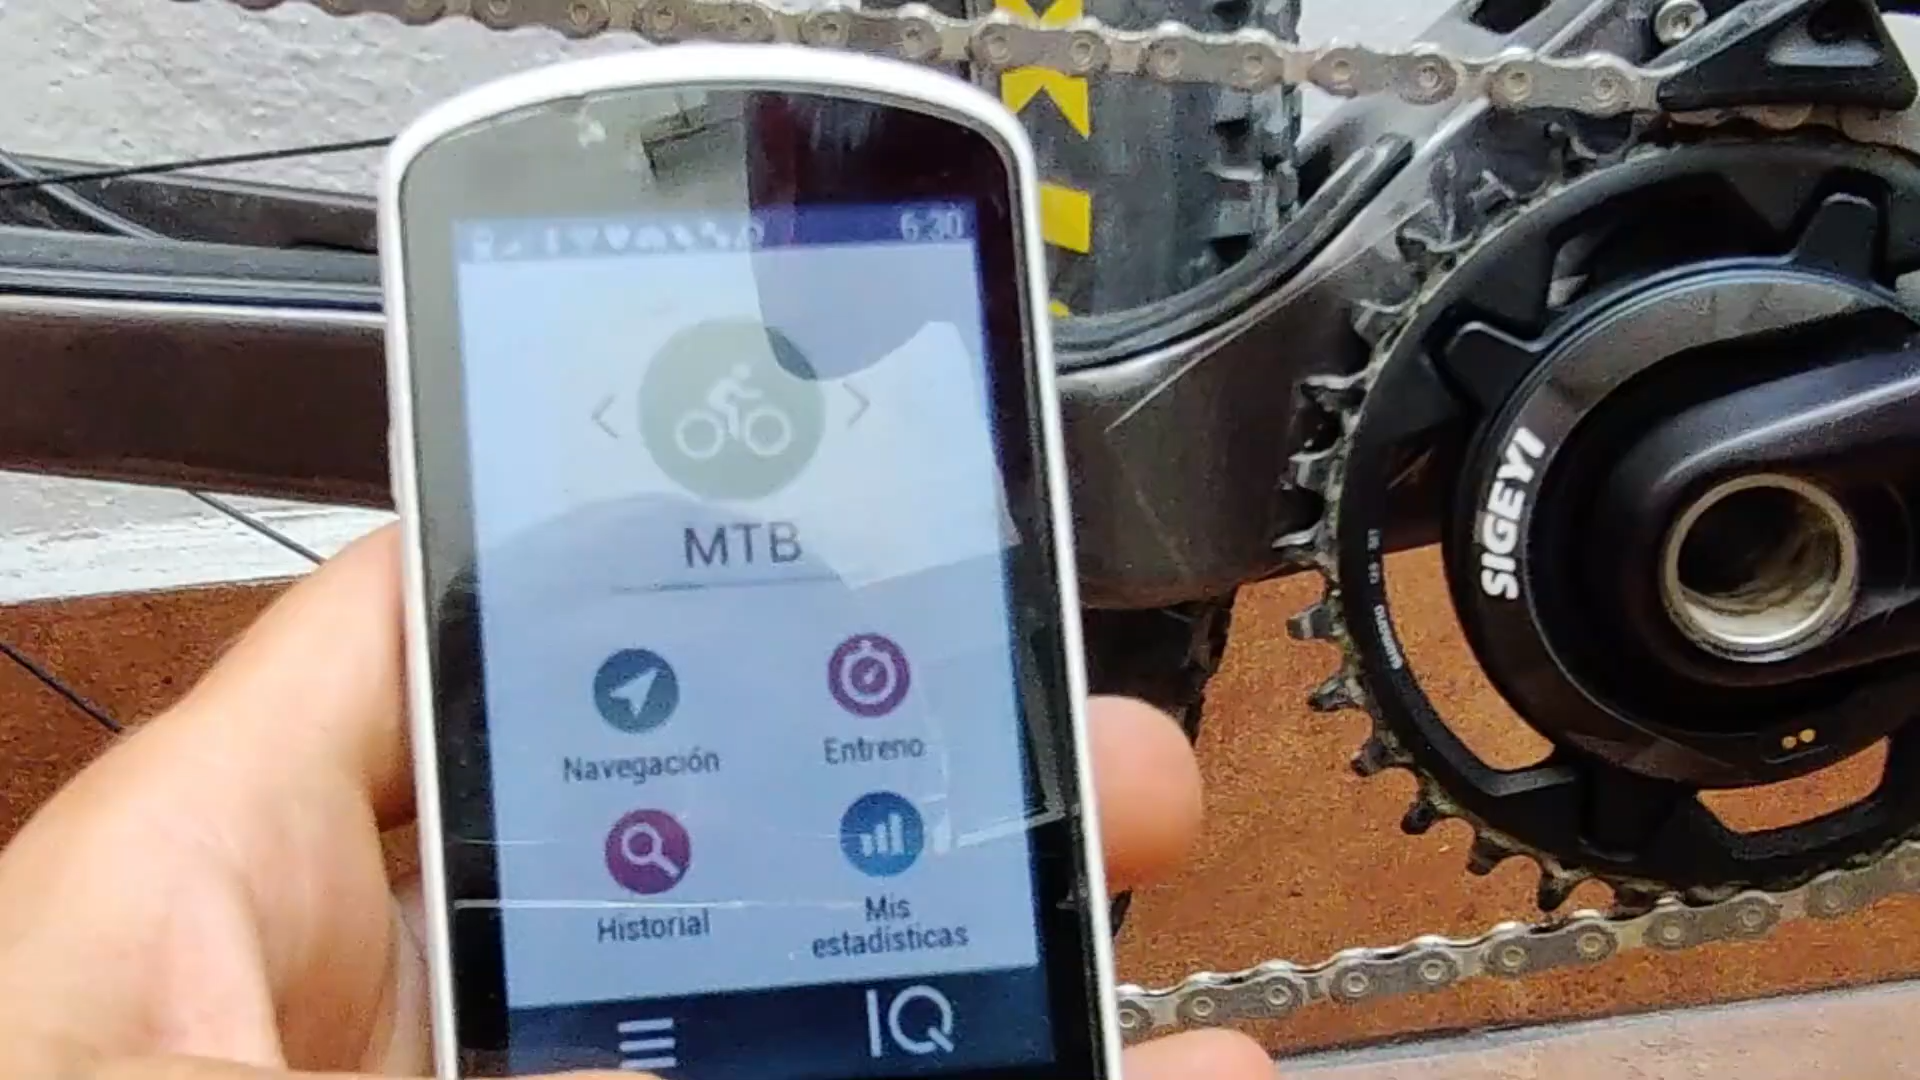 6:30
MTB
Navegación
Entreno
Historial
Mis
estadísticas
IQ
SIGEYI